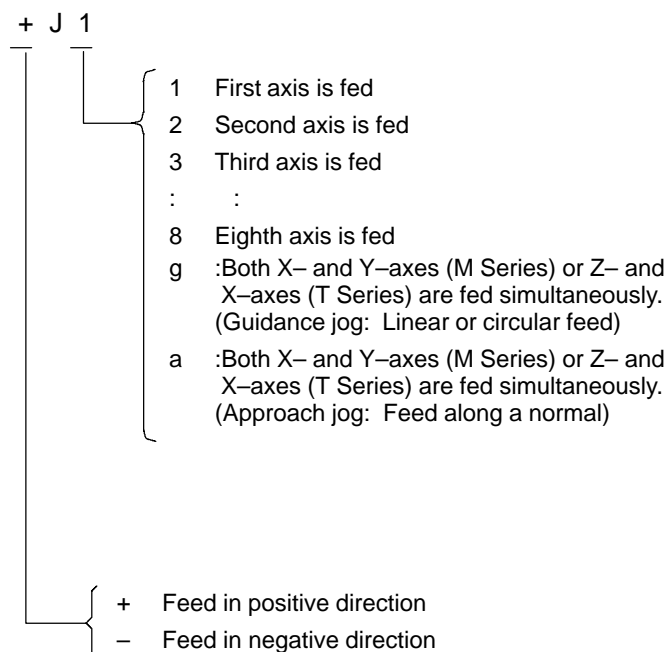 + J 1
1 First axis is fed
2 Second axis is fed
3 Third axis is fed
: :
8 Eighth axis is fed
g :Both X– and Y–axes (M Series) or Z– and
X–axes (T Series) are fed simultaneously.
(Guidance jog: Linear or circular feed)
a :Both X– and Y–axes (M Series) or Z– and
X–axes (T Series) are fed simultaneously.
(Approach jog: Feed along a normal)
+ Feed in positive direction
– Feed in negative direction